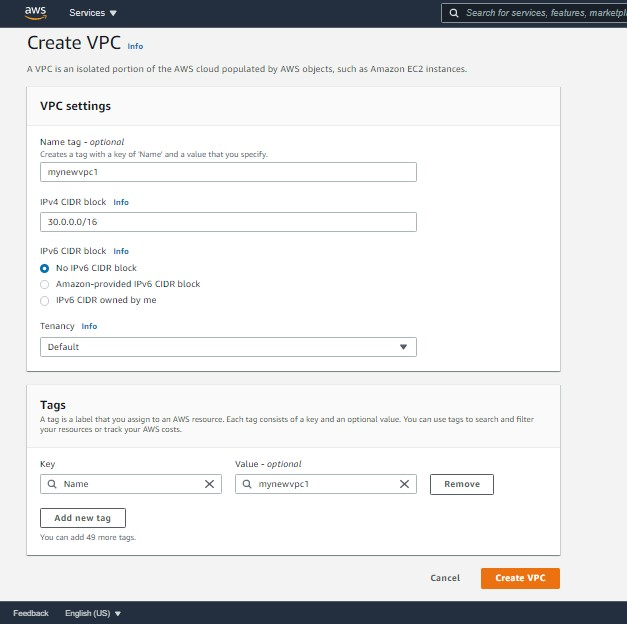 aws Services Search for services, features, marketpl
Create VPC Info
A VPC is an isolated portion of the AWS cloud populated by AWS objects, such as Amazon EC2 instances.
VPC settings
Name tag - optional
Creates a tag with a key of 'Name' and a value that you specify.
mynewvpc1
IPv4 CIDR block Info
30.0.0.0/16
IPv6 CIDR block Info
No IPv6 CIDR block
Amazon-provided IPv6 CIDR block
IPv6 CIDR owned by me
Tenancy Info
Default
Tags
A tag is a label that you assign to an AWS resource. Each tag consists of a key and an optional value. You can use tags to search and filter
your resources or track your AWS costs.
Key Value - optional
Name mynewvpc1 Remove
Add new tag
You can add 49 more tags.
Cancel Create VPC
Feedback English (US)